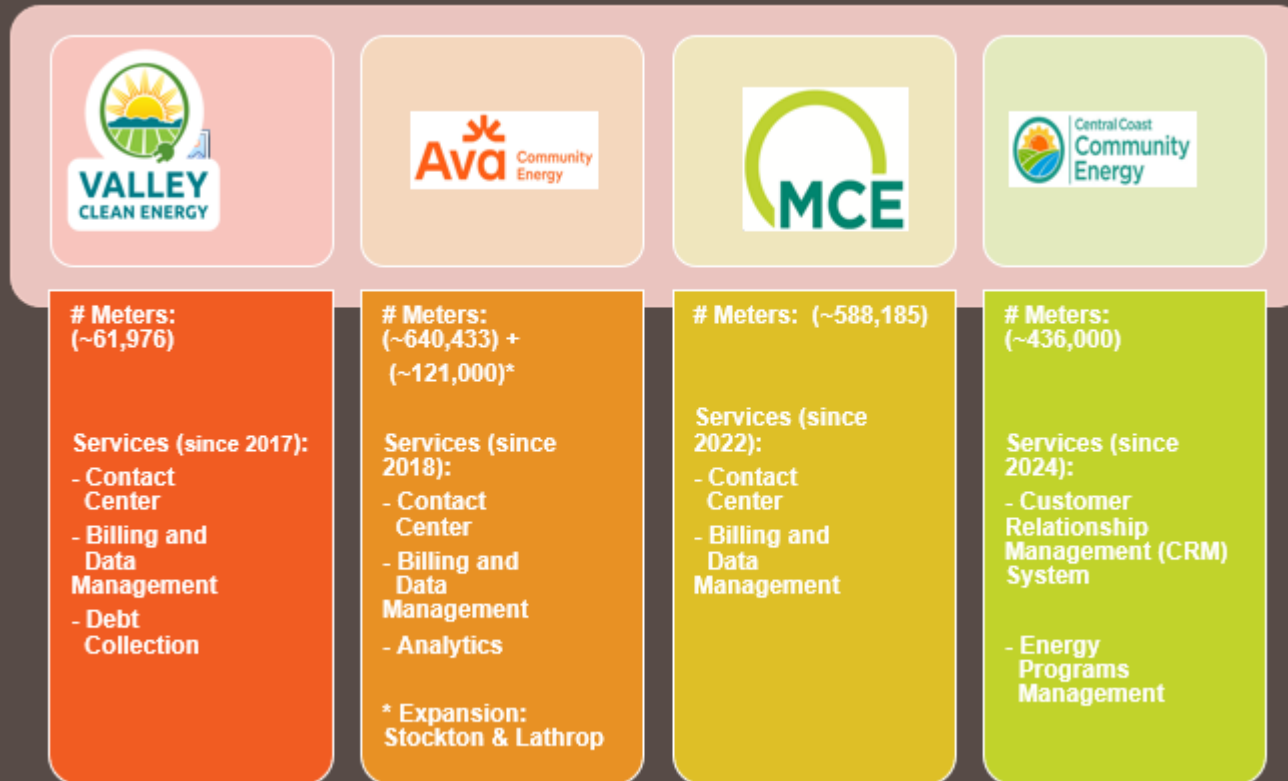 VALLEY
CLEAN ENERGY
Ava Community
Energy
MCE
Central Coast
Community
Energy
# Meters:
(~61,976)
Services (since 2017):
- Contact
Center
- Billing and
Data
Management
- Debt
Collection
# Meters:
(~640,433) +
(~121,000)*
Services (since
2018):
- Contact
Center
- Billing and
Data
Management
- Analytics
* Expansion:
Stockton & Lathrop
# Meters: (~588,185)
Services (since
2022):
- Contact
Center
- Billing and
Data
Management
# Meters:
(~436,000)
Services (since
2024):
- Customer
Relationship
Management (CRM)
System
- Energy
Programs
Management